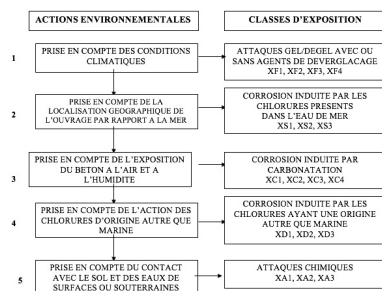 ACTIONS ENVIRONNEMENTALES
CLASSES D'EXPOSITION
1
PRISE EN COMPTE DES CONDITIONS
CLIMATIQUES
ATTAQUES GEL/DEGEL AVEC OU
SANS AGENTS DE DEVERGLACAGE
XF1, XF2, XF3, XF4
2
PRISE EN COMPTE DE LA
LOCALISATION GEOGRAPHIQUE DE
L'OUVRAGE PAR RAPPORT A LA MER
CORROSION INDUITE PAR LES
CHLORURES PRESENTS
DANS L'EAU DE MER
XS1, XS2, XS3
3
PRISE EN COMPTE DE L'EXPOSITION
DU BETON A L'AIR ET A
L'HUMIDITE
CORROSION INDUITE PAR
CARBONATATION
XC1, XC2, XC3, XC4
4
PRISE EN COMPTE DE L'ACTION DES
CHLORURES D'ORIGINE AUTRE QUE
MARINE
CORROSION INDUITE PAR LES
CHLORURES AYANT UNE ORIGINE
AUTRE QUE MARINE
XD1, XD2, XD3
5
PRISE EN COMPTE DU CONTACT
AVEC LE SOL ET DES EAUX DE
SURFACES OU SOUTERRAINES
ATTAQUES CHIMIQUES
XA1, XA2, XA3